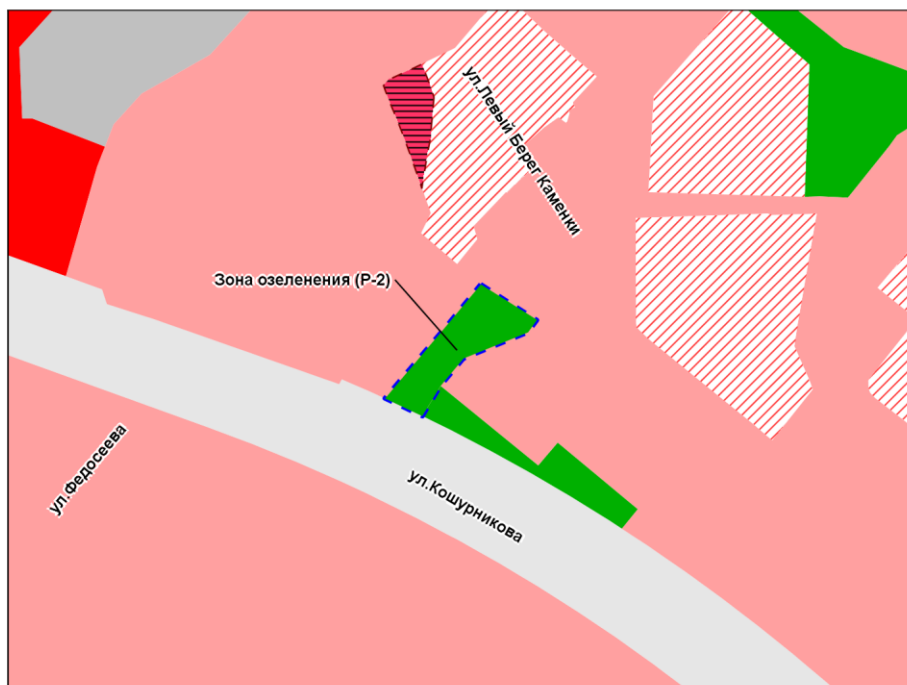 ул.Левый Берег Каменки
Зона озеленения (Р-2)
ул.Федосеева
ул.Кошурникова